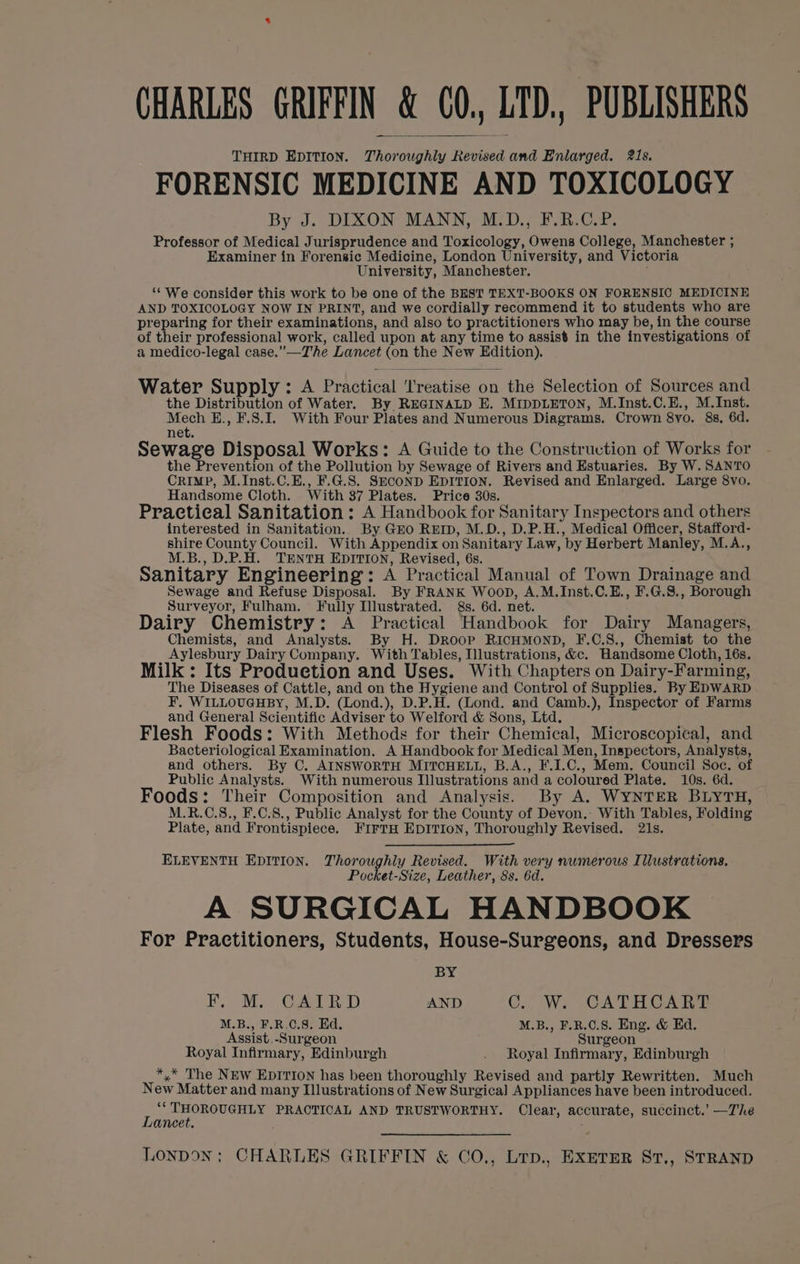 CHARLES GRIFFIN & CO., LTD., PUBLISHERS
THIRD EDITION. Thoroughly Revised and Enlarged. 21s.
FORENSIC MEDICINE AND TOXICOLOGY
By J. DIXON MANN, M.D., F.R.C.P.
Professor of Medical Jurisprudence and Toxicology, Owens College, Manchester ;
Examiner in Forensic Medicine, London University, and Victoria
University, Manchester.
“We consider this work to be one of the BEST TEXT-BOOKS ON FORENSIC MEDICINE
AND TOXICOLOGY NOW IN PRINT, and we cordially recommend it to students who are
preparing for their examinations, and also to practitioners who may be, in the course
of their professional work, called upon at any time to assist in the investigations of
a medico-legal case.”—The Lancet (on the New Edition).
Water Supply: A Practical Treatise on the Selection of Sources and
the Distribution of Water. By REGINALD E. MIDDLETON, M.Inst.C.E., M.Inst.
Mech E., F.S.I. With Four Plates and Numerous Diagrams. Crown 8vo. 8s. 6d.
net.
Sewage Disposal Works: A Guide to the Construction of Works for
the Prevention of the Pollution by Sewage of Rivers and Estuaries. By W. SANTO
CRIMP, M.Inst.C.E., F.G.S. SECOND EDITION. Revised and Enlarged. Large 8vo.
Handsome Cloth. With 37 Plates. Price 30s.
Practical Sanitation: A Handbook for Sanitary Inspectors and others
interested in Sanitation. By GEO REID, M.D., D.P.H., Medical Officer, Stafford-
shire County Council. With Appendix on Sanitary Law, by Herbert Manley, M.A.,
M.B., D.P.H. TENTH EDITION, Revised, 6s.
Sanitary Engineering: A Practical Manual of Town Drainage and
Sewage and Refuse Disposal. By FRANK WOOD, A.M.Inst.C.E., F.G.S., Borough
Surveyor, Fulham. Fully Illustrated. 8s. 6d. net.
Dairy Chemistry: A Practical Handbook for Dairy Managers,
Chemists, and Analysts. By H. DROOP RICHMOND, F.C.S., Chemist to the
Aylesbury Dairy Company. With Tables, Illustrations, &c. Handsome Cloth, 16s.
Milk: Its Production and Uses. With Chapters on Dairy-Farming,
The Diseases of Cattle, and on the Hygiene and Control of Supplies. By EDWARD
F. WILLOUGHBY, M.D. (Lond.), D.P.H. (Lond. and Camb.), Inspector of Farms
and General Scientific Adviser to Welford & Sons, Ltd.
Flesh Foods: With Methods for their Chemical, Microscopical, and
Bacteriological Examination. A Handbook for Medical Men, Inspectors, Analysts,
and others. By C. AINSWORTH MITCHELL, B.A., F.I.C., Mem. Council Soc. of
Public Analysts. With numerous Illustrations and a coloured Plate. 10s. 6d.
Foods: Their Composition and Analysis. By A. WYNTER BLYTH,
M.R.C.S., F.C.S., Public Analyst for the County of Devon. With Tables, Folding
Plate, and Frontispiece. FIFTH EDITION, Thoroughly Revised. 21s.
ELEVENTH EDITION. Thoroughly Revised. With very numerous Illustrations.
Pocket-Size, Leather, 8s. 6d.
A SURGICAL HANDBOOK
For Practitioners, Students, House-Surgeons, and Dressers
BY
F. M. CAIRD AND C. W. CATHCART
M.B., F.R.C.S. Ed. M.B., F.R.C.S. Eng. & Ed.
Assist.-Surgeon Surgeon
Royal Infirmary, Edinburgh Royal Infirmary, Edinburgh
*.* The NEW EDITION has been thoroughly Revised and partly Rewritten. Much
New Matter and many Illustrations of New Surgical Appliances have been introduced.
“THOROUGHLY PRACTICAL AND TRUSTWORTHY. Clear, accurate, succinct.’—The
Lancet.
LONDON: CHARLES GRIFFIN & CO., LTD., EXETER ST., STRAND